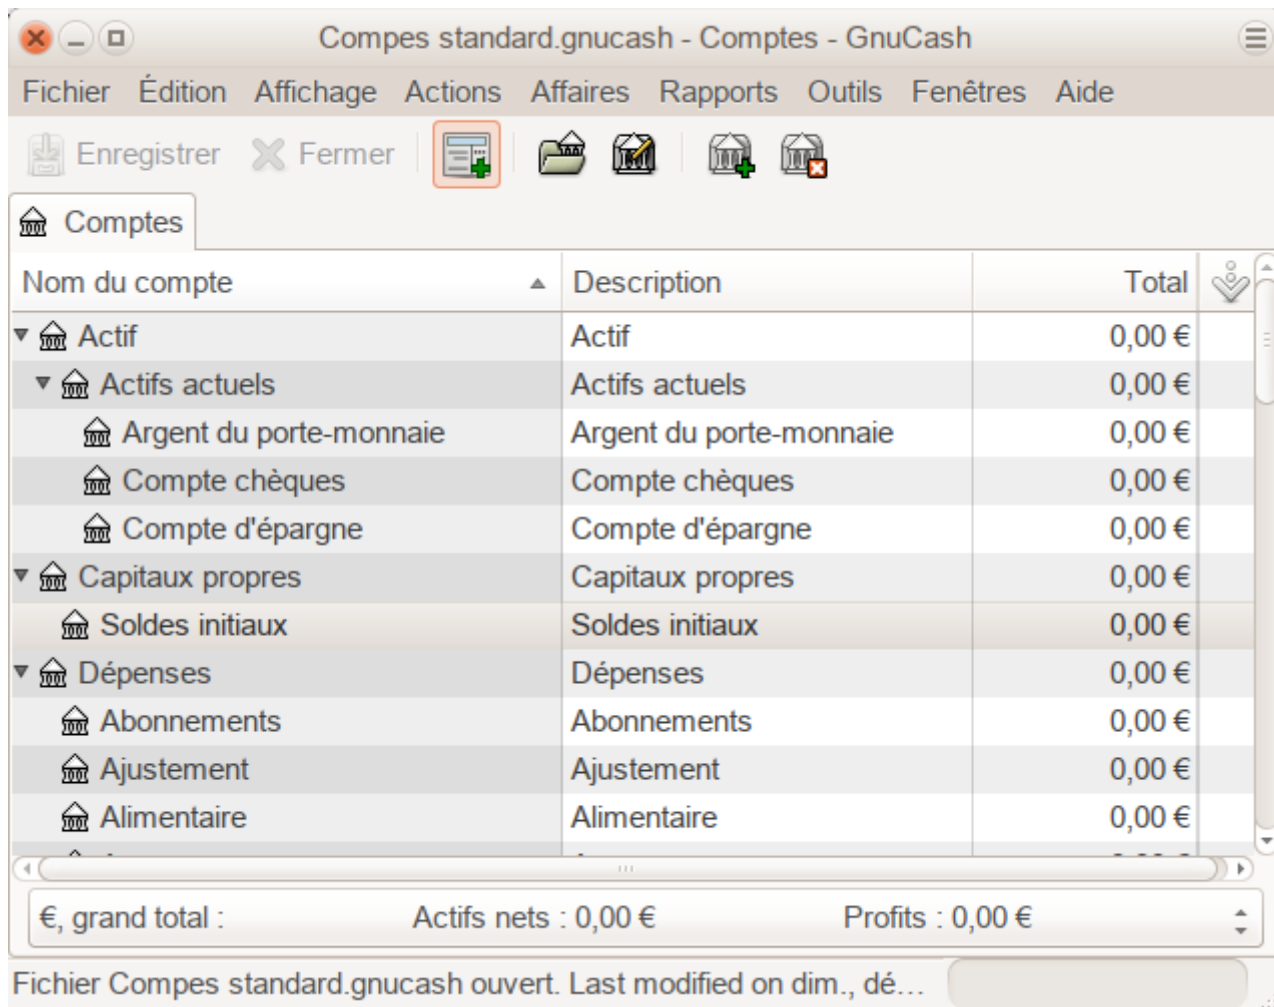 Compes standard.gnucash - Comptes - GnuCash
Fichier Édition Affichage Actions Affaires Rapports Outils Fenêtres Aide
Enregistrer Fermer
Comptes
Nom du compte Description Total
Actif Actif 0,00 €
Actifs actuels Actifs actuels 0,00 €
Argent du porte-monnaie Argent du porte-monnaie 0,00 €
Compte chèques Compte chèques 0,00 €
Compte d'épargne Compte d'épargne 0,00 €
Capitaux propres Capitaux propres 0,00 €
Soldes initiaux Soldes initiaux 0,00 €
Dépenses Dépenses 0,00 €
Abonnements Abonnements 0,00 €
Ajustement Ajustement 0,00 €
Alimentaire Alimentaire 0,00 €
€, grand total : Actifs nets : 0,00 € Profits : 0,00 €
Fichier Compes standard.gnucash ouvert. Last modified on dim., dé…